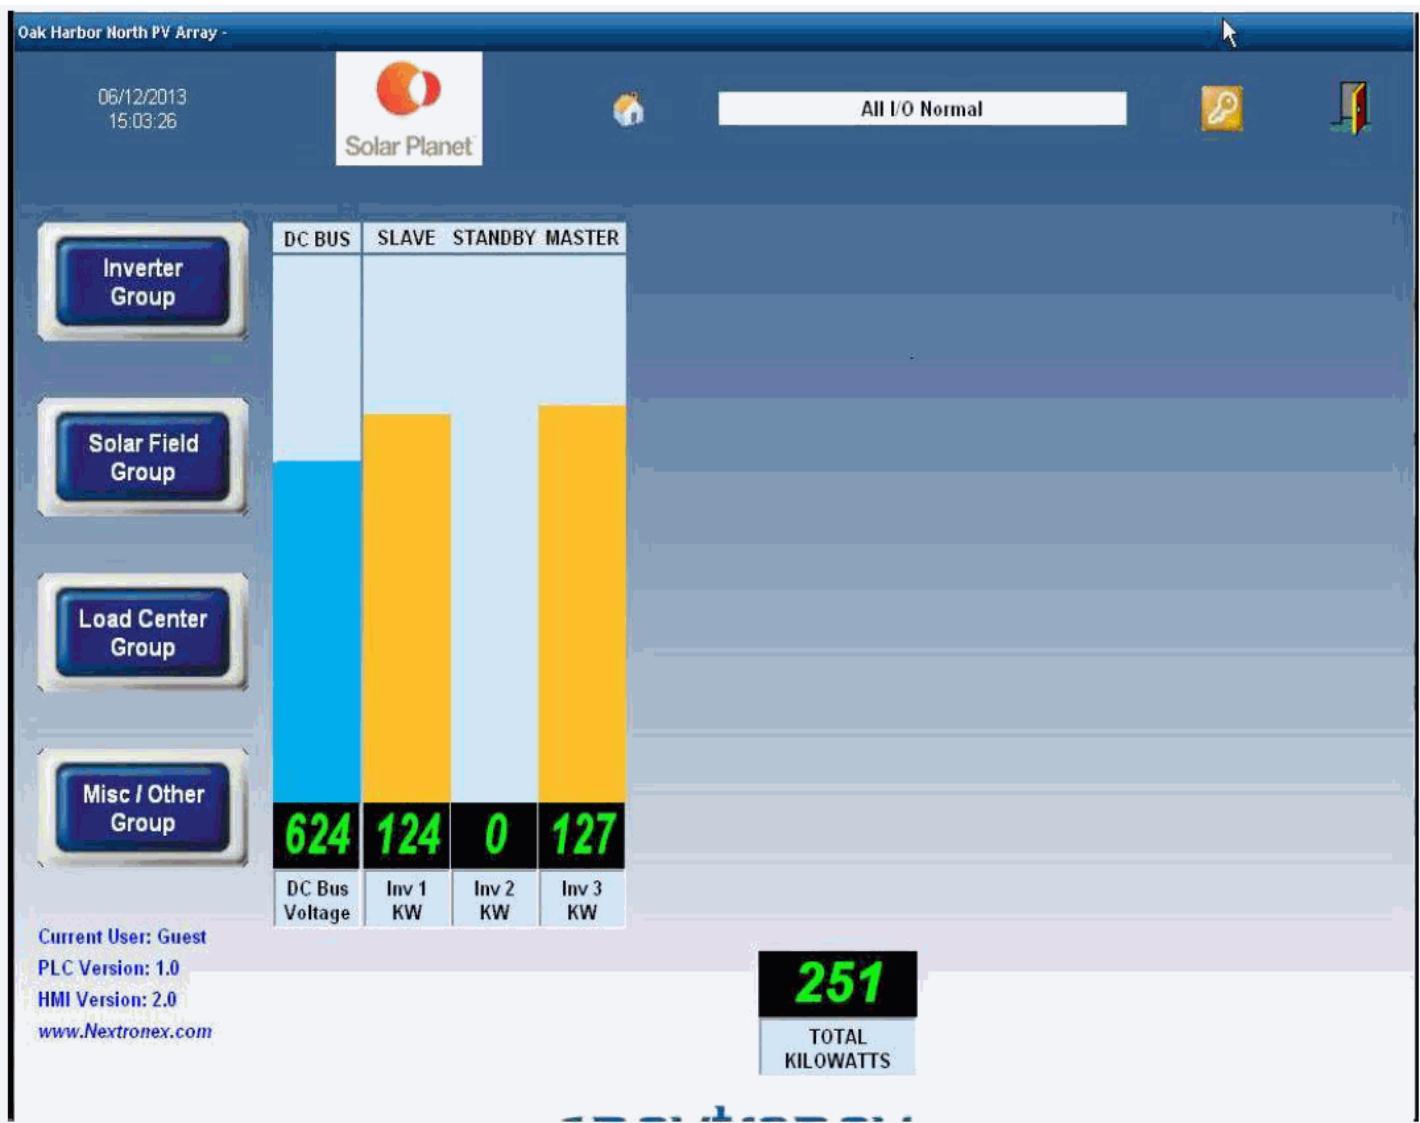 Oak Harbor North PV Array -
06/12/2013
15:03:26
Solar Planet
All I/O Normal
Inverter
Group
Solar Field
Group
Load Center
Group
Misc / Other
Group
DC BUS SLAVE STANDBY MASTER
624 124 0 127
DC Bus Inv 1 Inv 2 Inv 3
Voltage KW KW KW
Current User: Guest
PLC Version: 1.0
HMI Version: 2.0
www.Nextronex.com
251
TOTAL
KILOWATTS